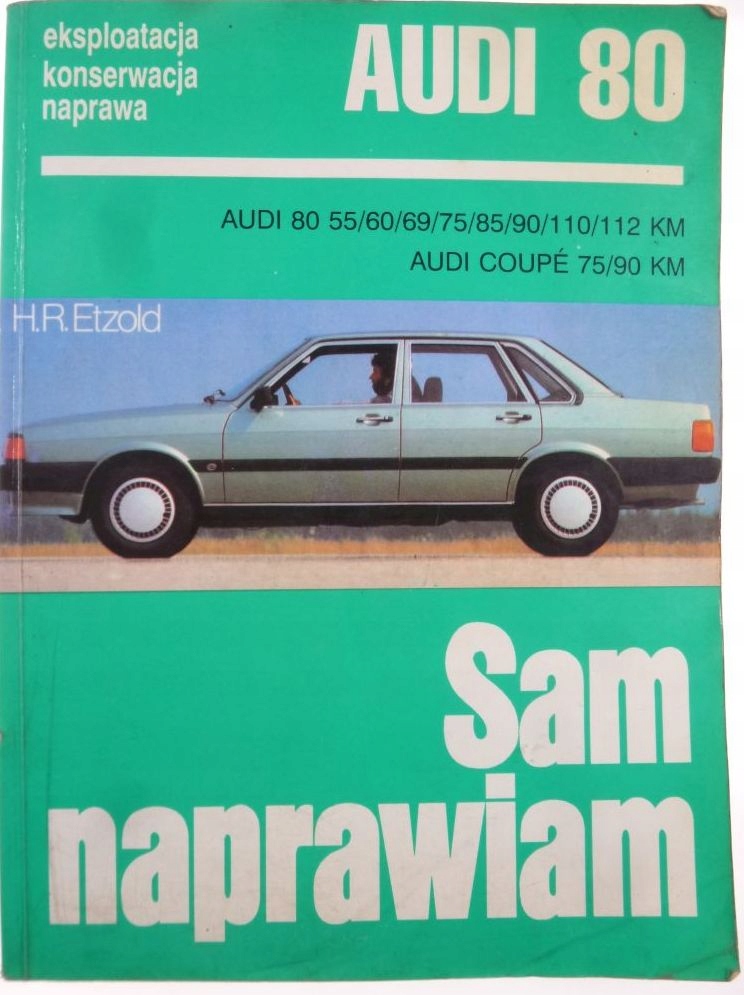 eksploatacja
konserwacja
naprawa
AUDI 80
AUDI 80 55/60/69/75/85/90/110/112 KM
AUDI COUPÉ 75/90 KM
H.R. Etzold
Sam
naprawiam